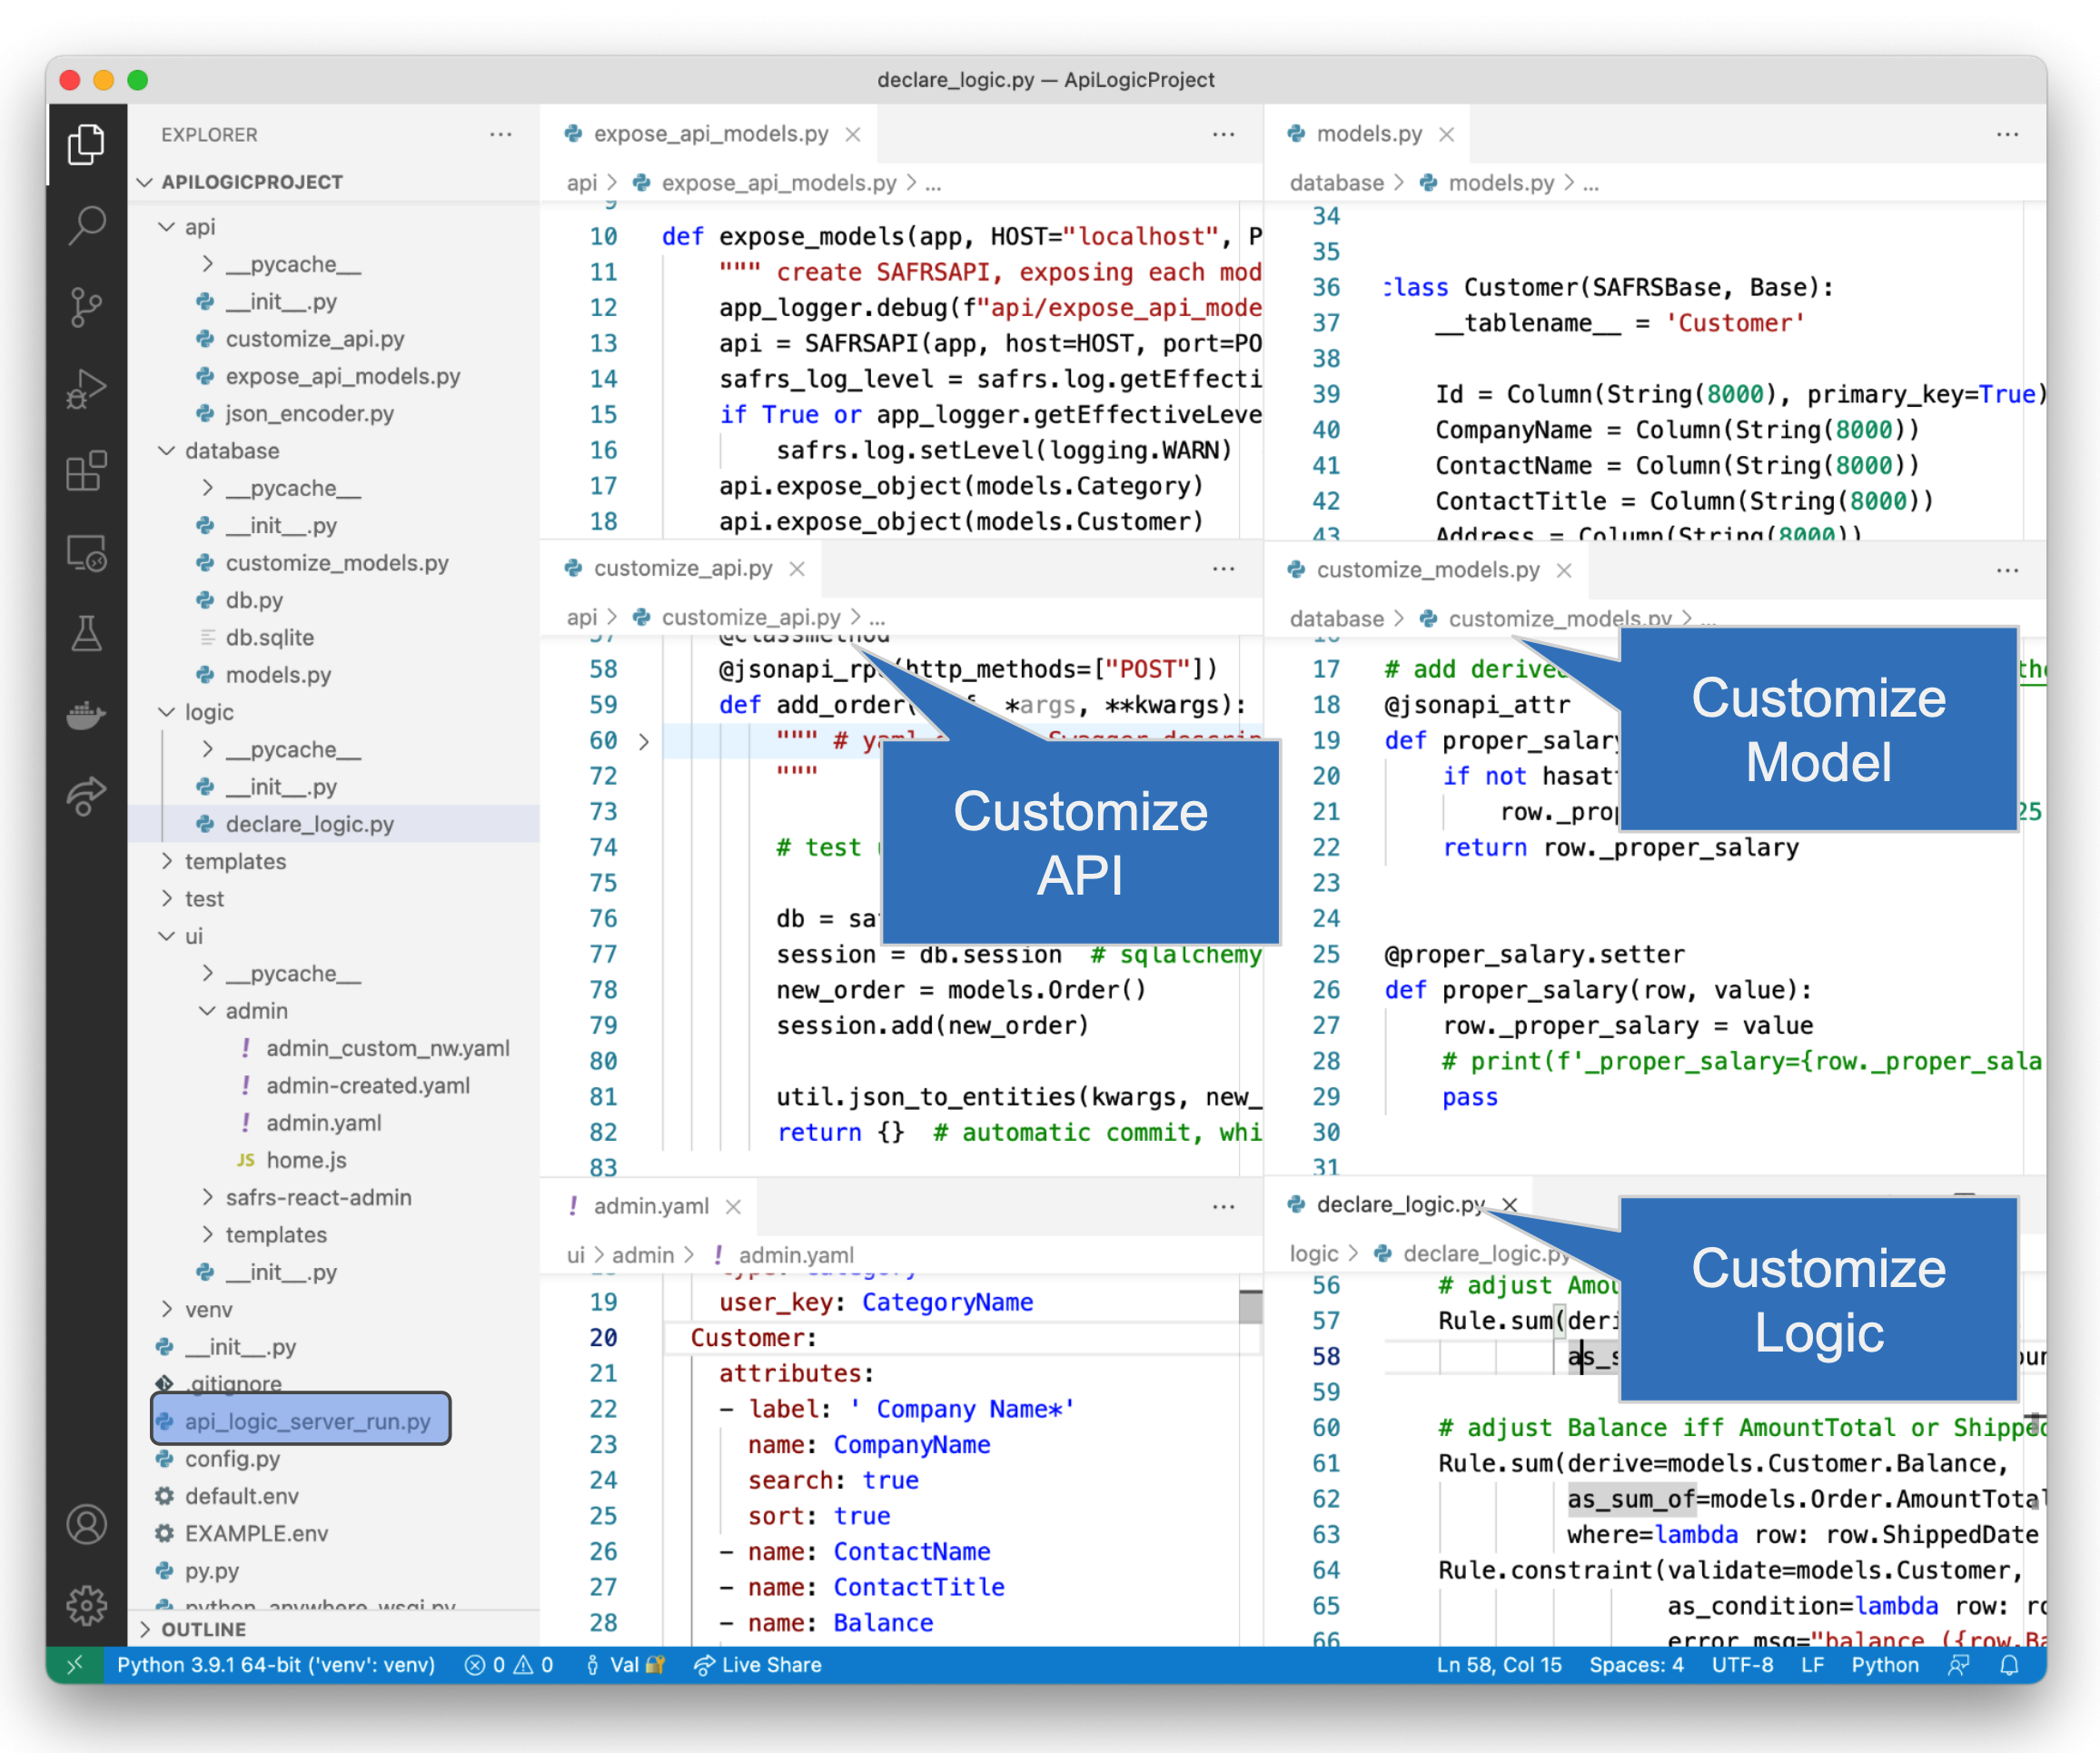 declare_logic.py — ApiLogicProject
EXPLORER
APILOGICPROJECT
api
__pycache__
__init__.py
customize_api.py
expose_api_models.py
json_encoder.py
database
__pycache__
__init__.py
customize_models.py
db.py
db.sqlite
models.py
logic
__pycache__
__init__.py
declare_logic.py
templates
test
ui
__pycache__
admin
! admin_custom_nw.yaml
! admin-created.yaml
! admin.yaml
JS home.js
safrs-react-admin
templates
__init__.py
venv
__init__.py
.gitignore
api_logic_server_run.py
config.py
default.env
EXAMPLE.env
py.py
python_anywhere_wsgi.py
OUTLINE
expose_api_models.py
api > expose_api_models.py > ...
9
10 def expose_models(app, HOST="localhost", P
11 """ create SAFRSAPI, exposing each mod
12 app_logger.debug(f"api/expose_api_mode
13 api = SAFRSAPI(app, host=HOST, port=PO
14 safrs_log_level = safrs.log.getEffecti
15 if True or app_logger.getEffectiveLeve
16 safrs.log.setLevel(logging.WARN)
17 api.expose_object(models.Category)
18 api.expose_object(models.Customer)
models.py
database > models.py > ...
34
35
36 class Customer(SAFRSBase, Base):
37 __tablename__ = 'Customer'
38
39 Id = Column(String(8000), primary_key=True)
40 CompanyName = Column(String(8000))
41 ContactName = Column(String(8000))
42 ContactTitle = Column(String(8000))
43 Address = Column(String(8000))
customize_api.py
api > customize_api.py > ...
57 @classmethod
58 @jsonapi_rp (http_methods=["POST"])
59 def add_order( *args, **kwargs):
60 """ # yaml Swagger descrip
72 """
73
74 # test
75
76 db = sa
77 session = db.session # sqlalchemy
78 new_order = models.Order()
79 session.add(new_order)
80
81 util.json_to_entities(kwargs, new_
82 return {} # automatic commit, whi
83
Customize
API
customize_models.py
database > customize_models.py > ...
16
17 # add derive the
18 @jsonapi_attr
19 def proper_salary
20 if not hasat
21 row._prop 25
22 return row._proper_salary
23
24
25 @proper_salary.setter
26 def proper_salary(row, value):
27 row._proper_salary = value
28 # print(f'_proper_salary={row._proper_sala
29 pass
30
31
Customize
Model
! admin.yaml
ui > admin > ! admin.yaml
18 type: Category
19 user_key: CategoryName
20 Customer:
21 attributes:
22 - label: ' Company Name*'
23 name: CompanyName
24 search: true
25 sort: true
26 - name: ContactName
27 - name: ContactTitle
28 - name: Balance
declare_logic.py
logic > declare_logic.py
56 # adjust Amou
57 Rule.sum(deri
58 as_s our
59
60 # adjust Balance iff AmountTotal or Shipped
61 Rule.sum(derive=models.Customer.Balance,
62 as_sum_of=models.Order.AmountTotal
63 where=lambda row: row.ShippedDate
64 Rule.constraint(validate=models.Customer,
65 as_condition=lambda row: ro
66 error_msg="balance ({row.Ba
Customize
Logic
Python 3.9.1 64-bit ('venv': venv) 0 0 Val Live Share
Ln 58, Col 15 Spaces: 4 UTF-8 LF Python